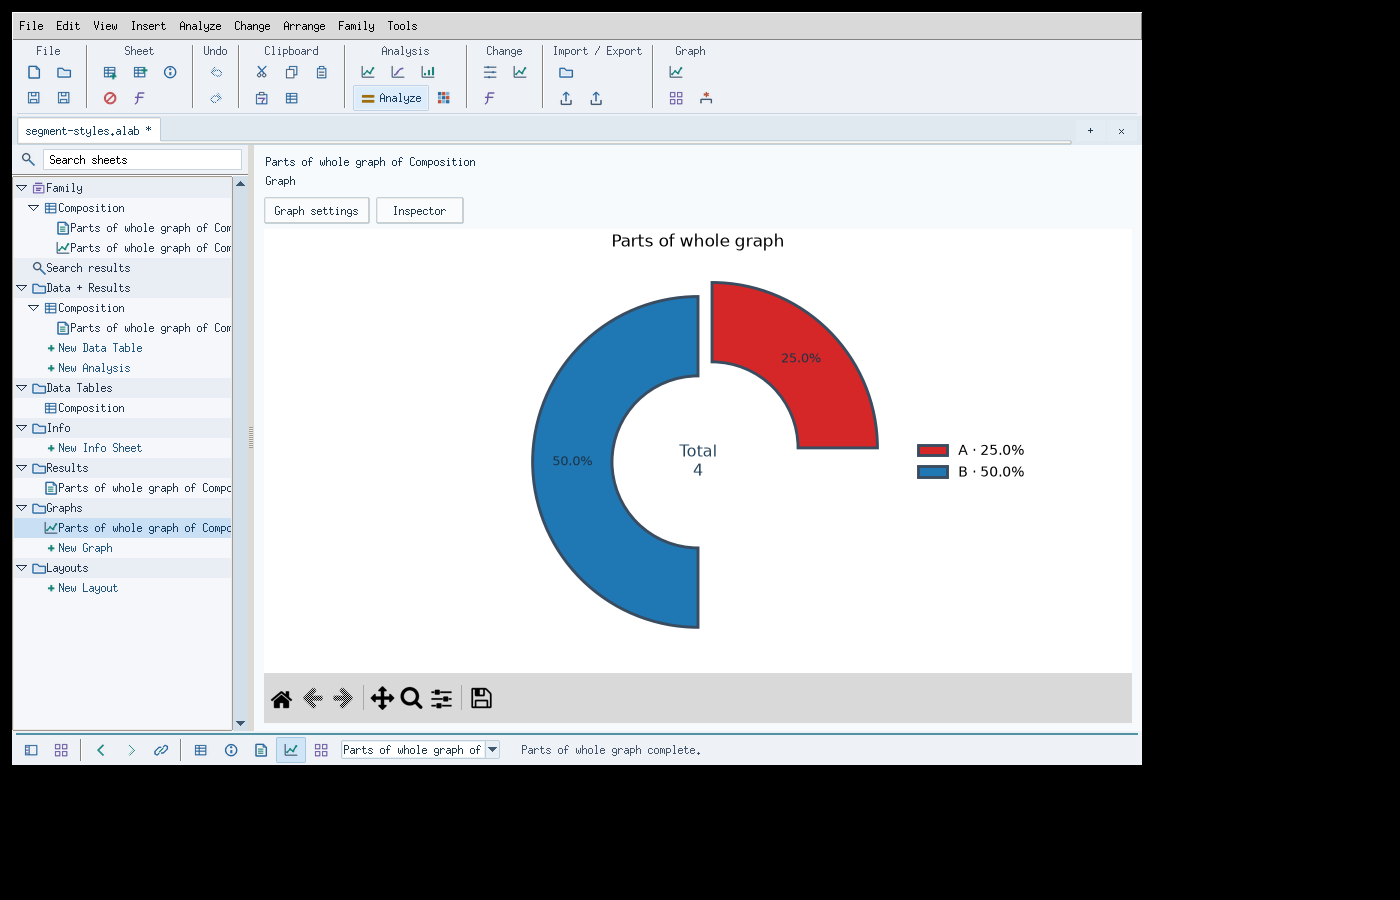 File Edit View Insert Analyze Change Arrange Family Tools
File Sheet Undo Clipboard Analysis Change Import / Export Graph
Analyze
segment-styles.alab *
+ ×
Search sheets
Family
Composition
Parts of whole graph of Com
Parts of whole graph of Com
Search results
Data + Results
Composition
Parts of whole graph of Com
+ New Data Table
+ New Analysis
Data Tables
Composition
Info
+ New Info Sheet
Results
Parts of whole graph of Compo
Graphs
Parts of whole graph of Compo
+ New Graph
Layouts
+ New Layout
Parts of whole graph of Composition
Graph
Graph settings Inspector
Parts of whole graph
25.0%
50.0%
Total
4
A · 25.0%
B · 50.0%
Parts of whole graph of
Parts of whole graph complete.